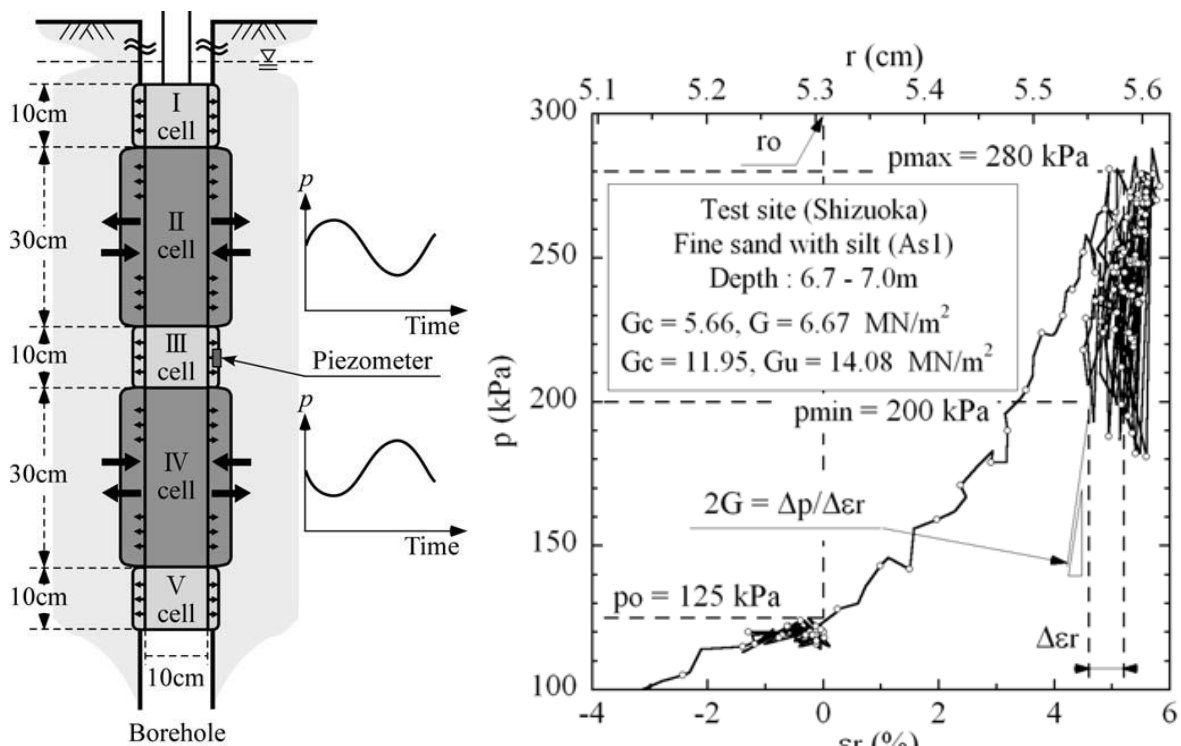 10cm
30cm
10cm
30cm
10cm
I
cell
II
cell
III
cell
IV
cell
V
cell
p
Time
Piezometer
p
Time
10cm
Borehole
r (cm)
5.1 5.2 5.3 5.4 5.5 5.6
300
250
200
150
100
p (kPa)
ro
pmax = 280 kPa
Test site (Shizuoka)
Fine sand with silt (As1)
Depth : 6.7 - 7.0m
Gc = 5.66, G = 6.67 MN/m²
Gc = 11.95, Gu = 14.08 MN/m²
pmin = 200 kPa
2G = Δp/Δεr
po = 125 kPa
Δεr
-4 -2 0 2 4 6
εr (%)